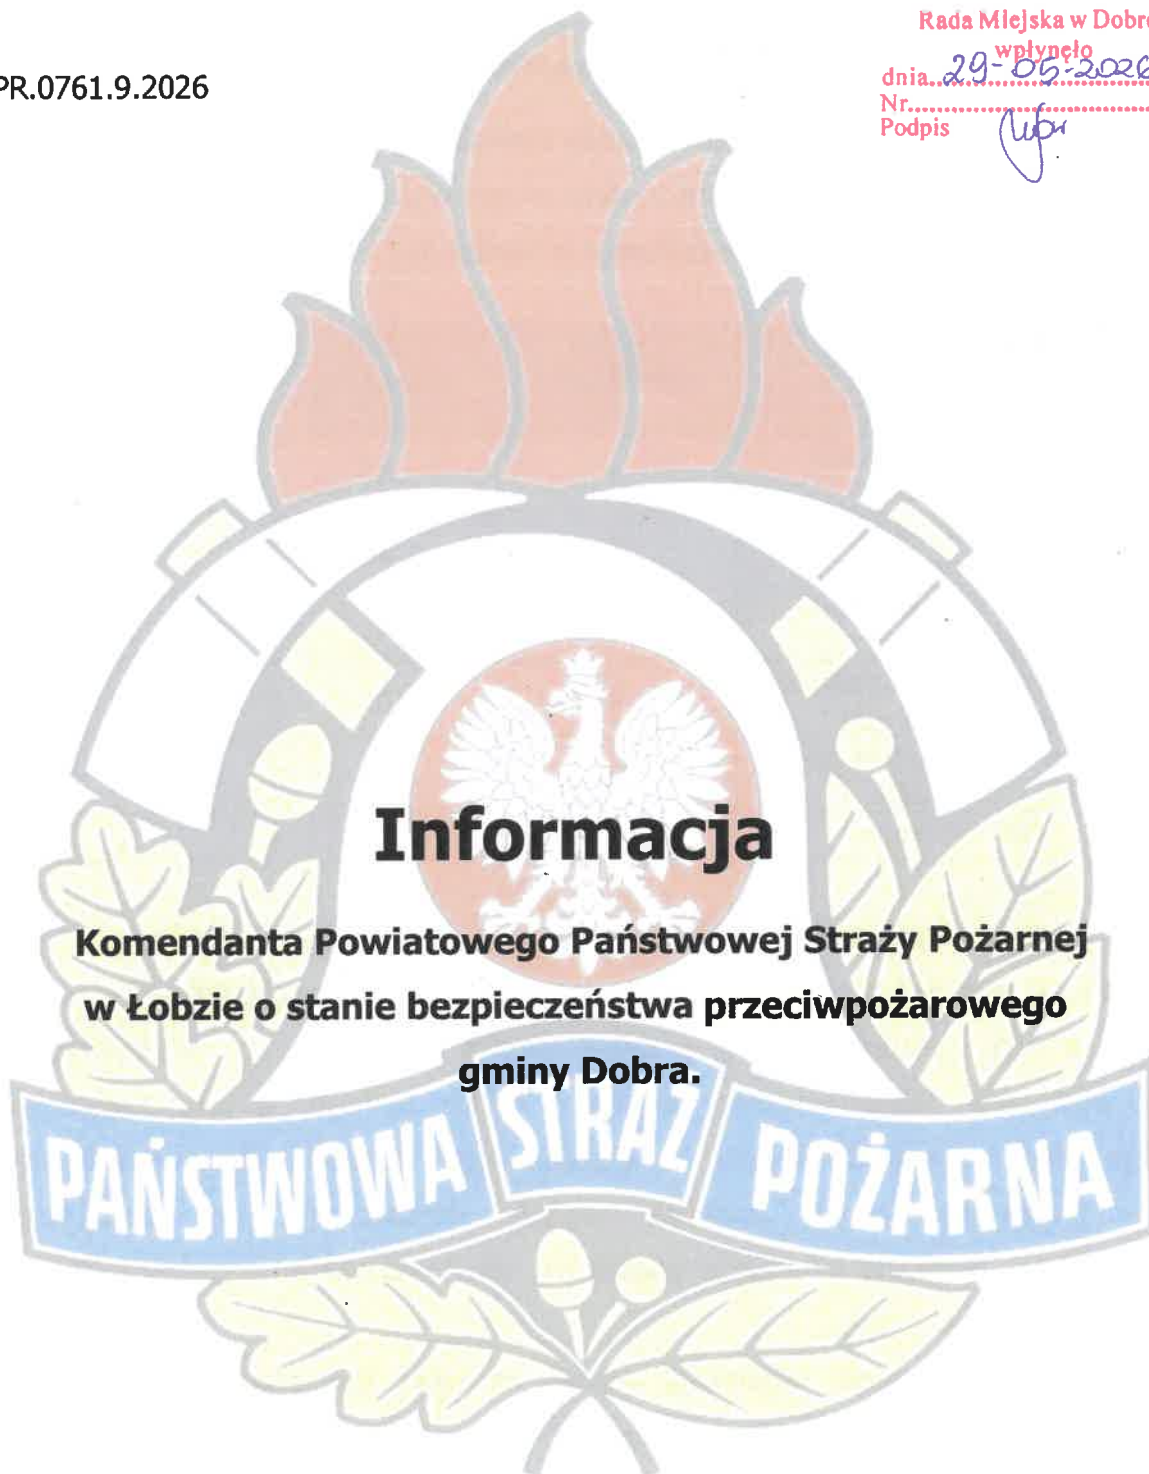 PR.0761.9.2026
Rada Miejska w Dobre
wpłynęło
dnia..29-05-2026
Nr
Podpis
Informacja
Komendanta Powiatowego Państwowej Straży Pożarnej
w Łobzie o stanie bezpieczeństwa przeciwpożarowego
gminy Dobra.
PAŃSTWOWA STRAŻ POŻARNA